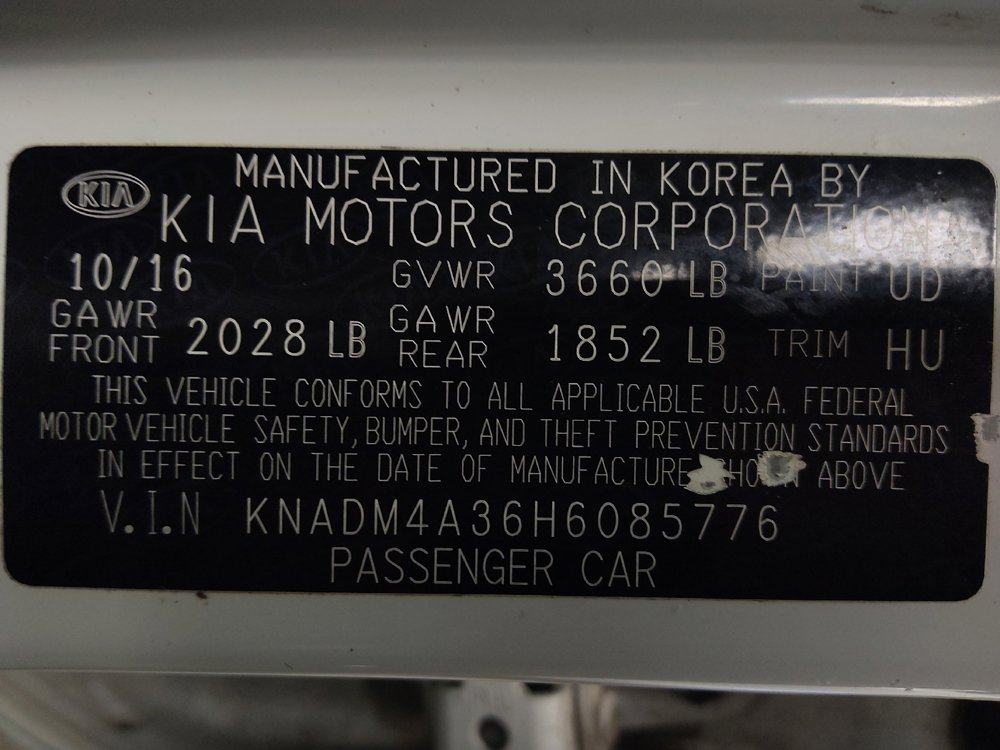 KIA
MANUFACTURED IN KOREA BY
KIA MOTORS CORPORATION
10/16 GVWR 3660 LB PAINT UD
GAWR FRONT 2028 LB GAWR REAR 1852 LB TRIM HU
THIS VEHICLE CONFORMS TO ALL APPLICABLE U.S.A. FEDERAL
MOTOR VEHICLE SAFETY, BUMPER, AND THEFT PREVENTION STANDARDS
IN EFFECT ON THE DATE OF MANUFACTURE ABOVE
V.I.N KNADM4A36H6085776
PASSENGER CAR